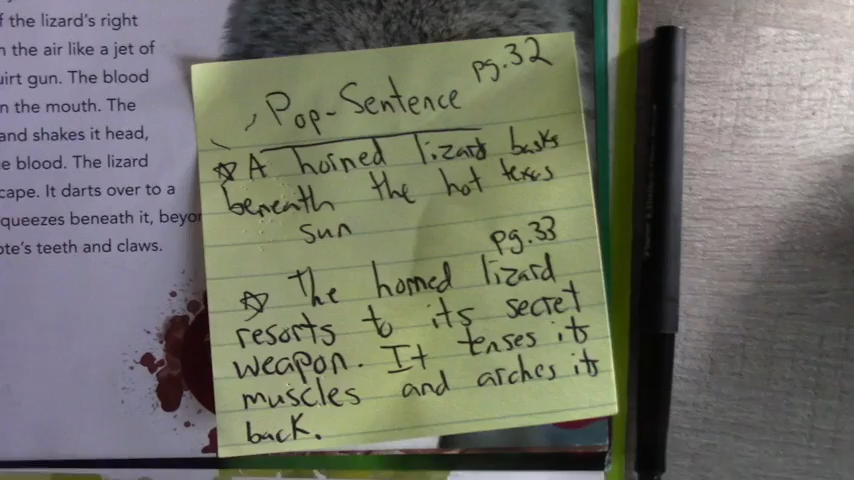 f the lizard's right
n the air like a jet of
uirt gun. The blood
n the mouth. The
and shakes it head,
e blood. The lizard
cape. It darts over to a
queezes beneath it, beyor
ote's teeth and claws.
Pop-Sentence pg.32
☆ A horned lizard basks
beneath the hot texas
sun
pg.33
☆ The horned lizard
resorts to its secret
weapon. It tenses its
muscles and arches its
back.